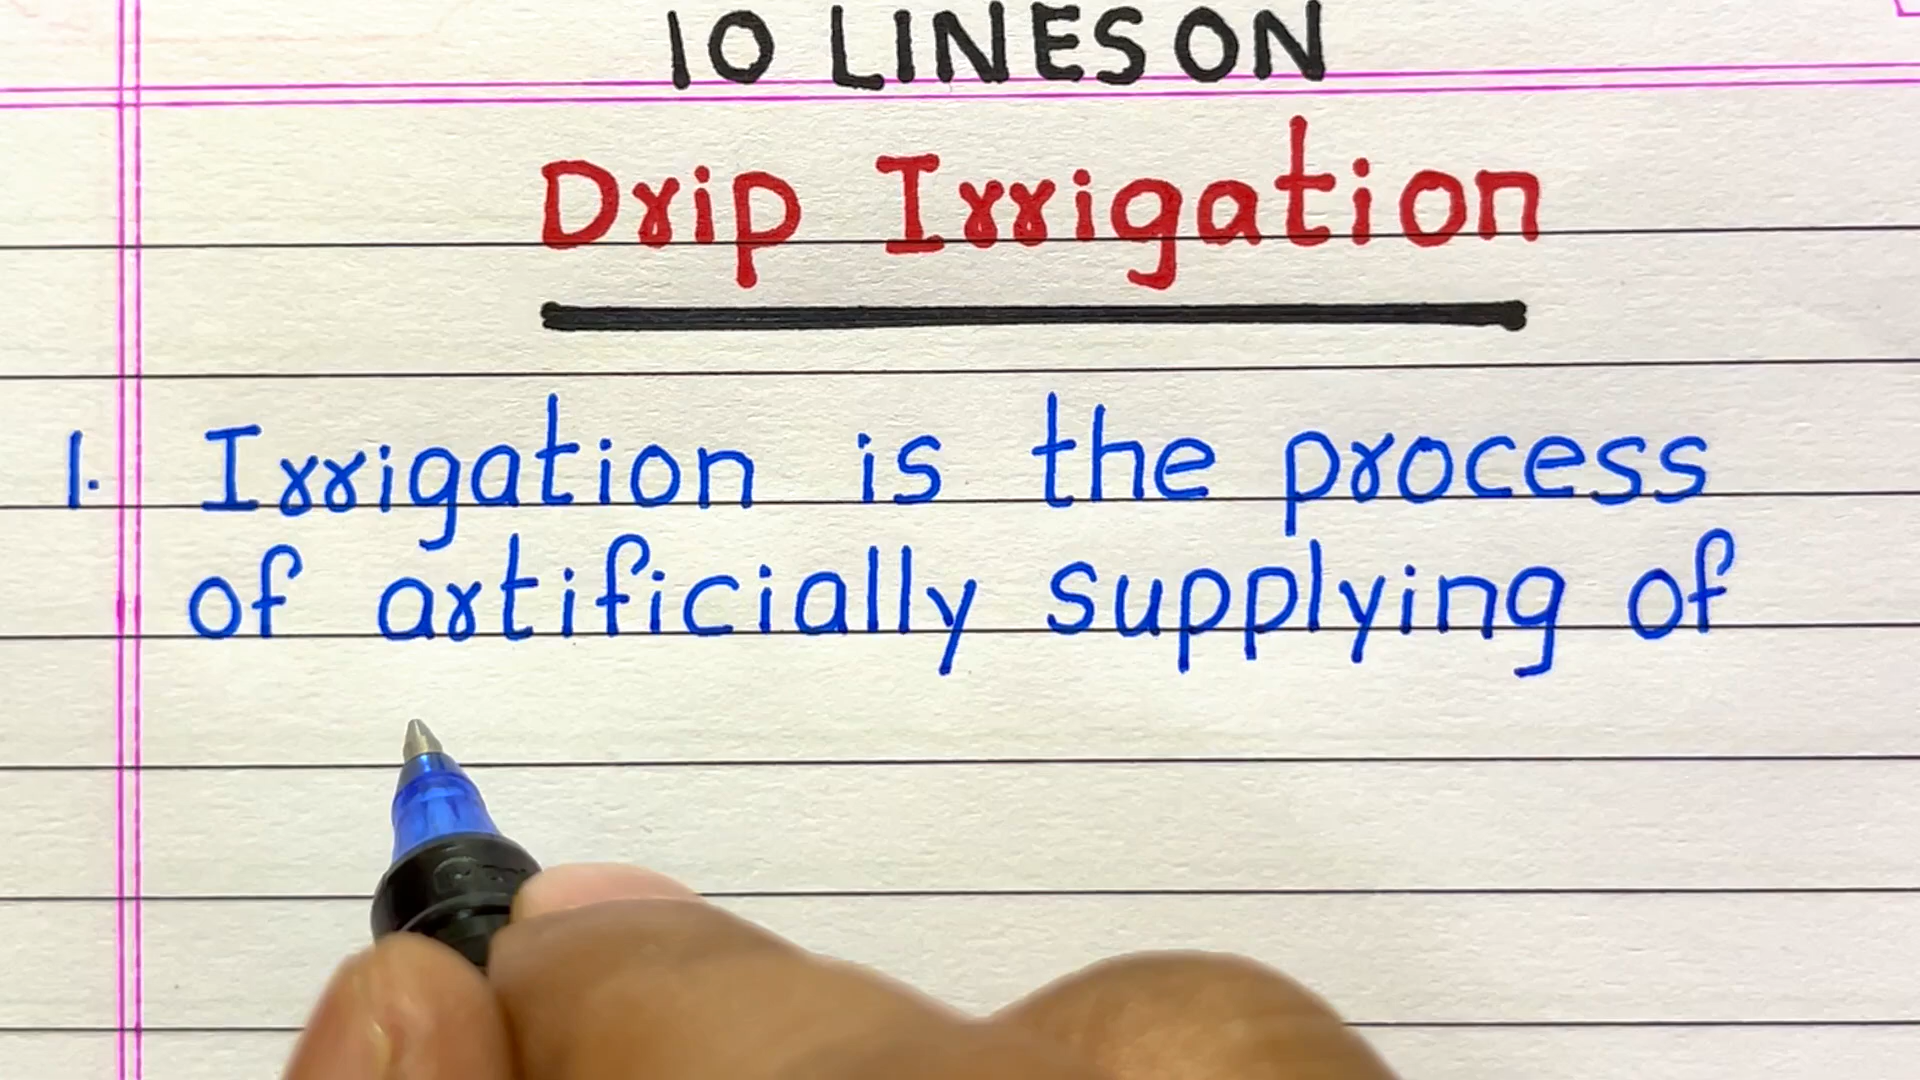 10 LINES ON
Drip Irrigation
1. Irrigation is the process
of artificially supplying of